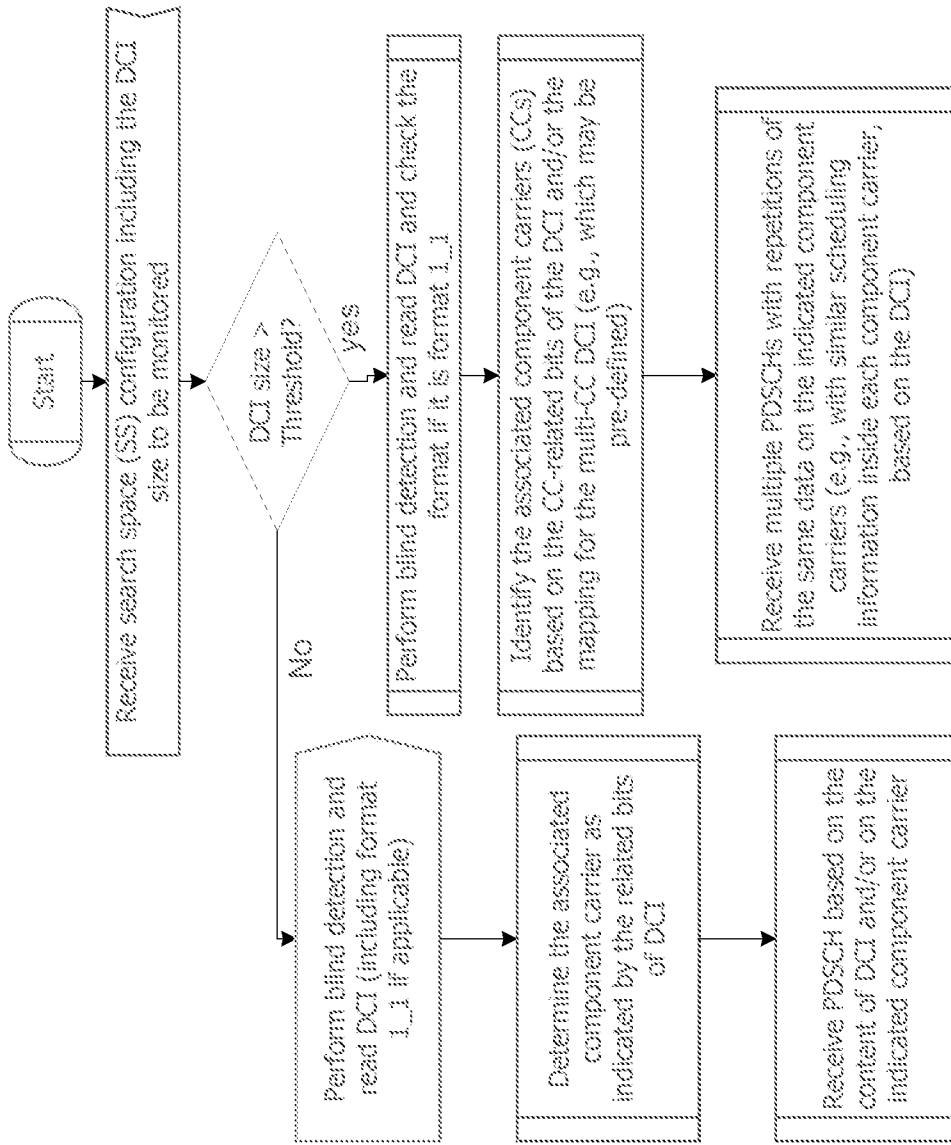 Start
Receive search space (SS) configuration including the DCI
size to be monitored
DCI size >
Threshold?
yes
No
Perform blind detection and read DCI and check the
format if it is format 1_1
Identify the associated component carriers (CCs)
based on the CC-related bits of the DCI and/or the
mapping for the multi-CC DCI (e.g., which may be
pre-defined)
Receive multiple PDSCHs with repetitions of
the same data on the indicated component
carriers (e.g., with similar scheduling
information inside each component carrier,
based on the DCI)
Perform blind detection and
read DCI (including format
1_1 if applicable)
Determine the associated
component carrier as
indicated by the related bits
of DCI
Receive PDSCH based on the
content of DCI and/or on the
indicated component carrier